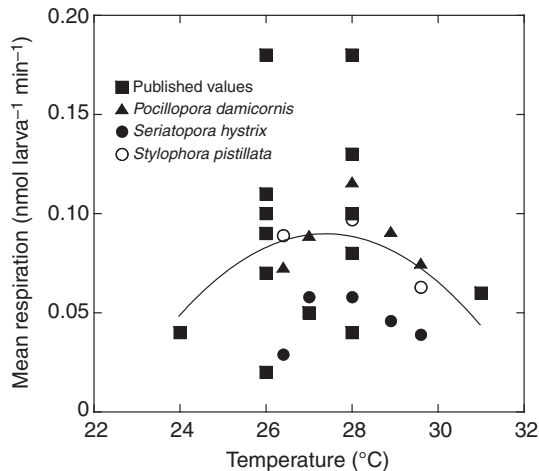 0.20
0.15
0.10
0.05
0
Mean respiration (nmol larva⁻¹ min⁻¹)
Published values
Pocillopora damicornis
Seriatopora hystrix
Stylophora pistillata
22 24 26 28 30 32
Temperature (°C)